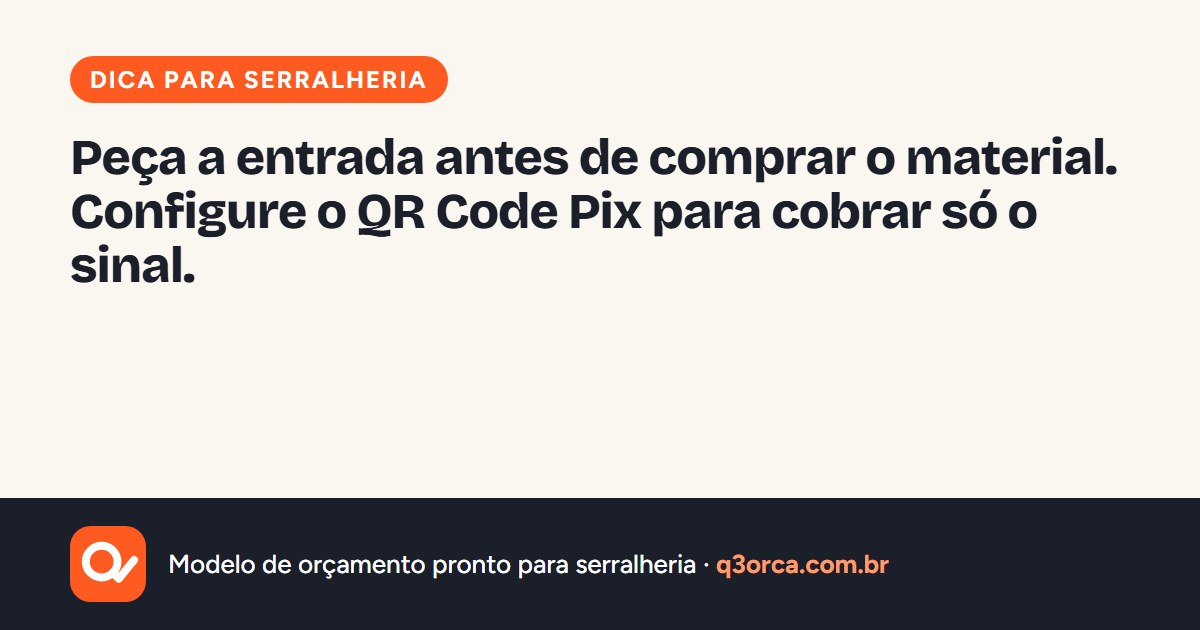 DICA PARA SERRALHERIA
Peça a entrada antes de comprar o material.
Configure o QR Code Pix para cobrar só o
sinal.
Modelo de orçamento pronto para serralheria · q3orca.com.br